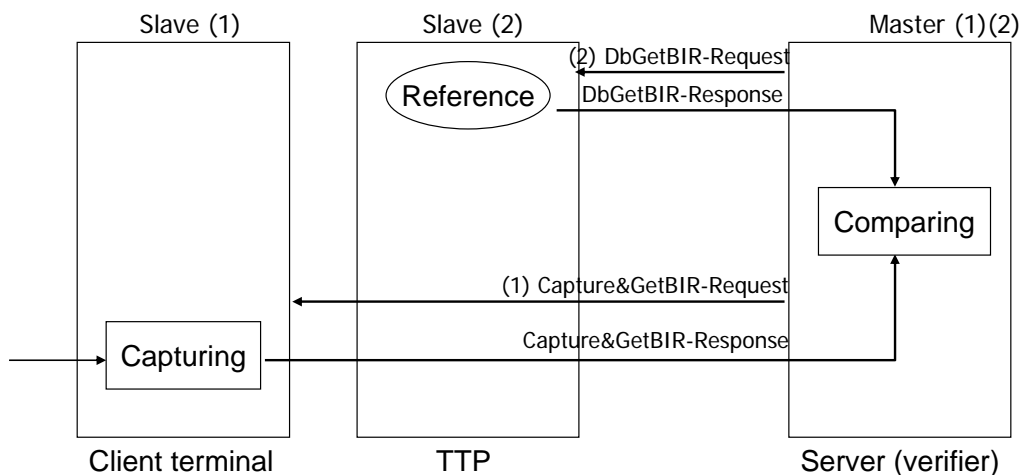 Slave (1)
Slave (2)
Master (1)(2)
(2) DbGetBIR-Request
Reference
DbGetBIR-Response
Comparing
(1) Capture&GetBIR-Request
Capturing
Capture&GetBIR-Response
Client terminal
TTP
Server (verifier)